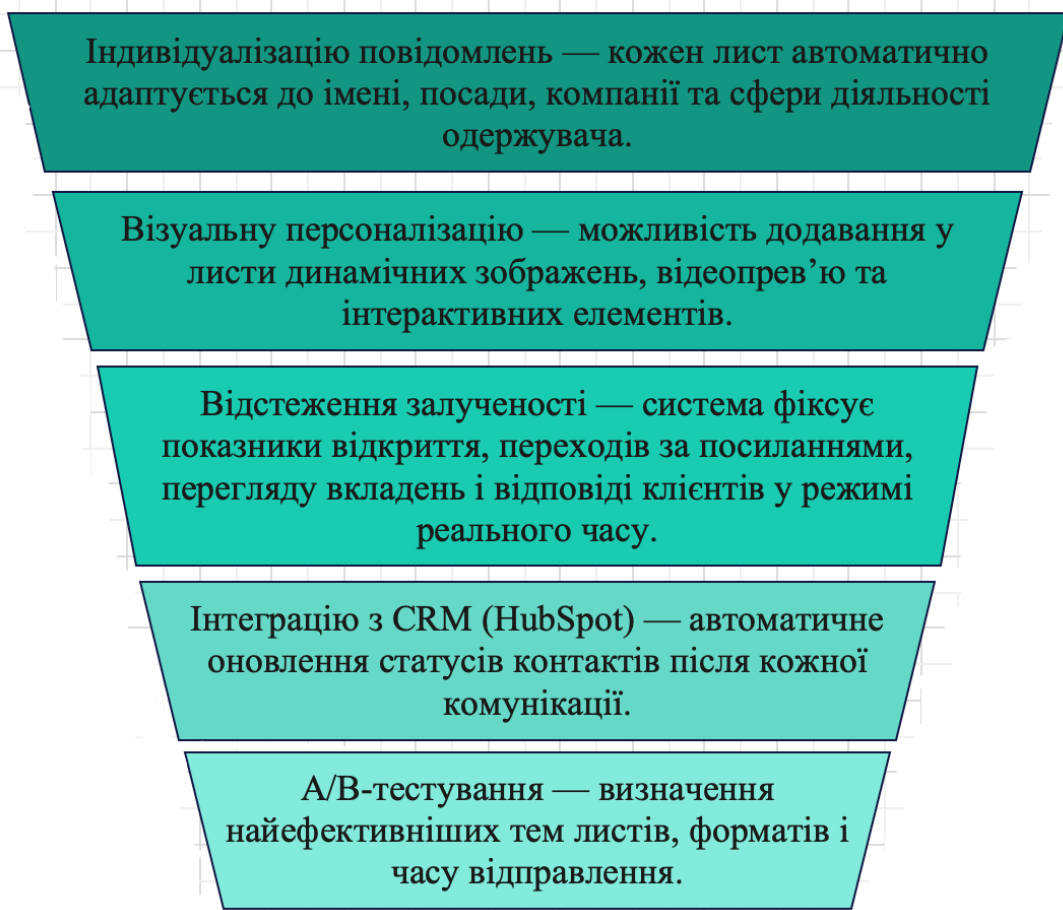 Індивідуалізацію повідомлень — кожен лист автоматично
адаптується до імені, посади, компанії та сфери діяльності
одержувача.
Візуальну персоналізацію — можливість додавання у
листи динамічних зображень, відеопрев’ю та
інтерактивних елементів.
Відстеження залученості — система фіксує
показники відкриття, переходів за посиланнями,
перегляду вкладень і відповіді клієнтів у режимі
реального часу.
Інтеграцію з CRM (HubSpot) — автоматичне
оновлення статусів контактів після кожної
комунікації.
A/B-тестування — визначення
найефективніших тем листів, форматів і
часу відправлення.